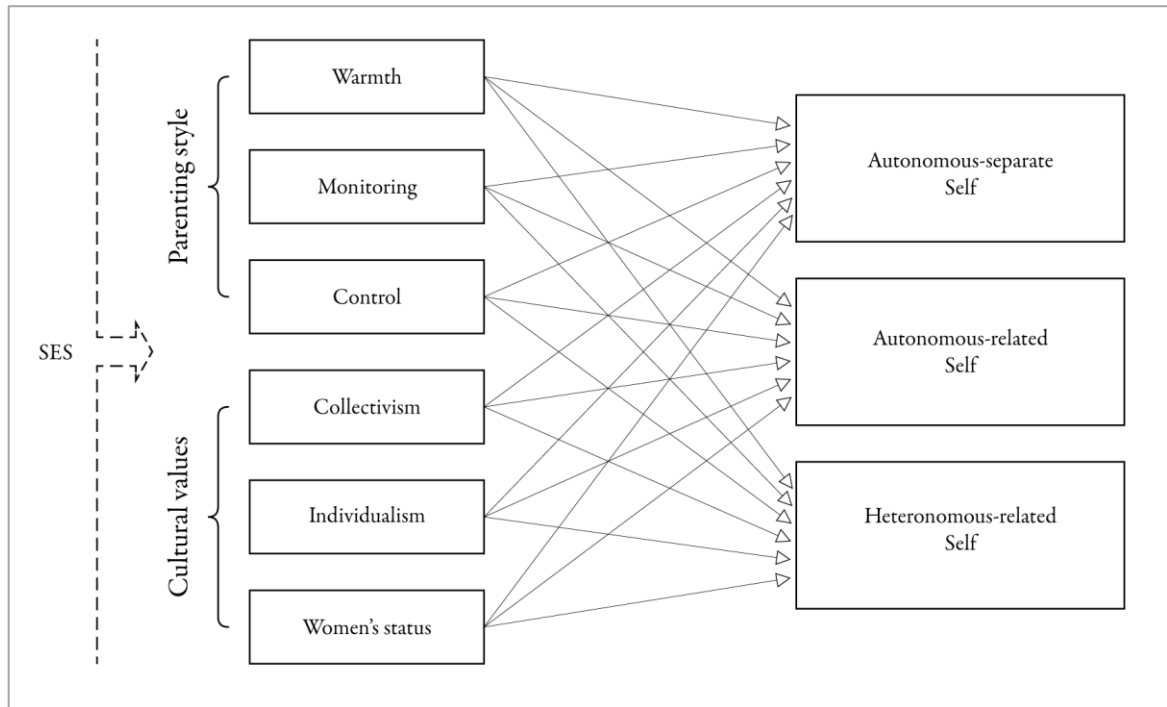 SES
Parenting style
Warmth
Monitoring
Control
Cultural values
Collectivism
Individualism
Women’s status
Autonomous-separate
Self
Autonomous-related
Self
Heteronomous-related
Self